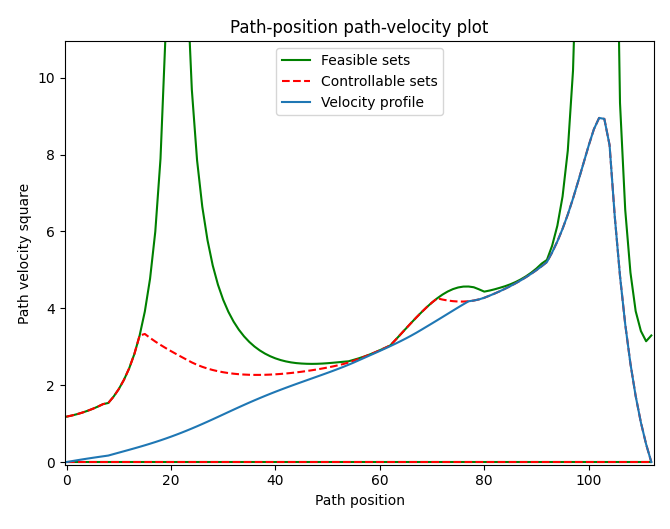 Path-position path-velocity plot
Feasible sets
Controllable sets
Velocity profile
Path velocity square
10
8
6
4
2
0
0 20 40 60 80 100
Path position